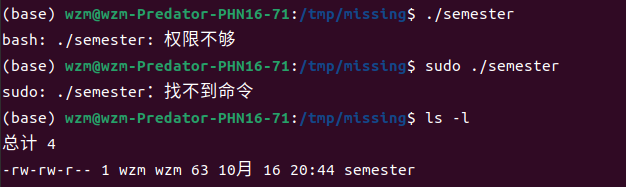 (base) wzm@wzm-Predator-PHN16-71:/tmp/missing$ ./semester
bash: ./semester: 权限不够
(base) wzm@wzm-Predator-PHN16-71:/tmp/missing$ sudo ./semester
sudo: ./semester：找不到命令
(base) wzm@wzm-Predator-PHN16-71:/tmp/missing$ ls -l
总计 4
-rw-rw-r-- 1 wzm wzm 63 10月 16 20:44 semester